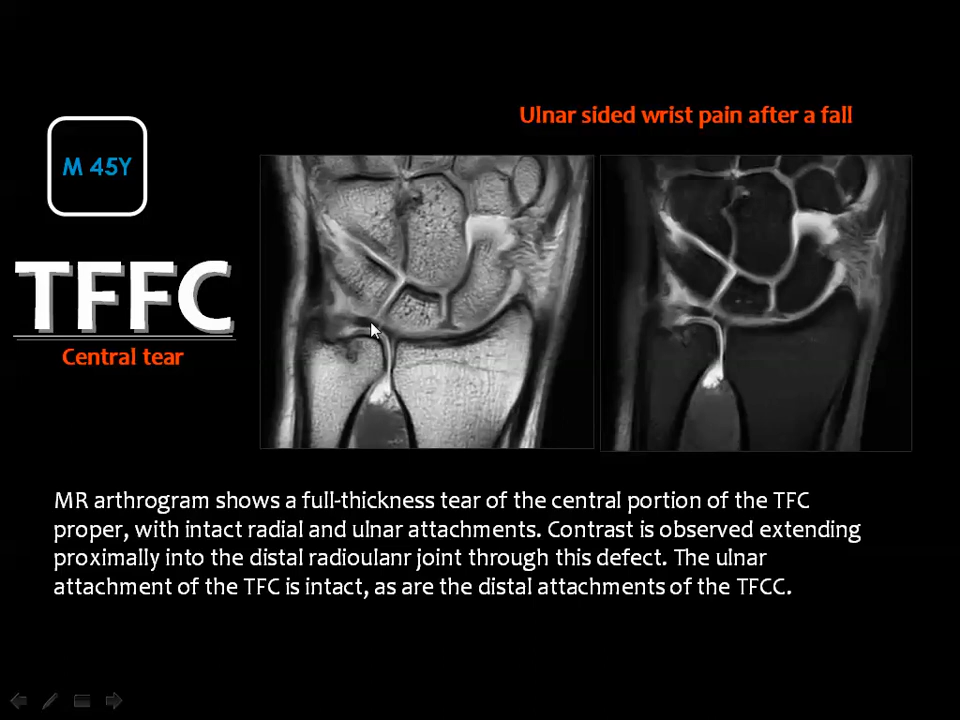 Ulnar sided wrist pain after a fall
M 45Y
TFFC
Central tear
MR arthrogram shows a full-thickness tear of the central portion of the TFC
proper, with intact radial and ulnar attachments. Contrast is observed extending
proximally into the distal radioulanr joint through this defect. The ulnar
attachment of the TFC is intact, as are the distal attachments of the TFCC.